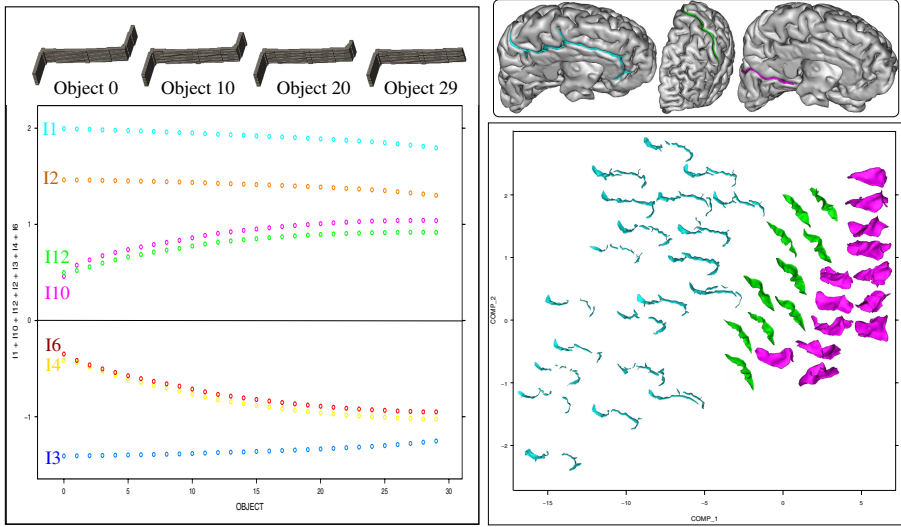 Object 0 Object 10 Object 20 Object 29
I1 + I10 + I12 + I2 + I3 + I4 + I6
2
1
0
−1
I1
I2
I12
I10
I6
I4
I3
0 5 10 15 20 25 30
OBJECT
COMP_2
2
1
0
−1
−2
−15 −10 −5 0 5
COMP_1